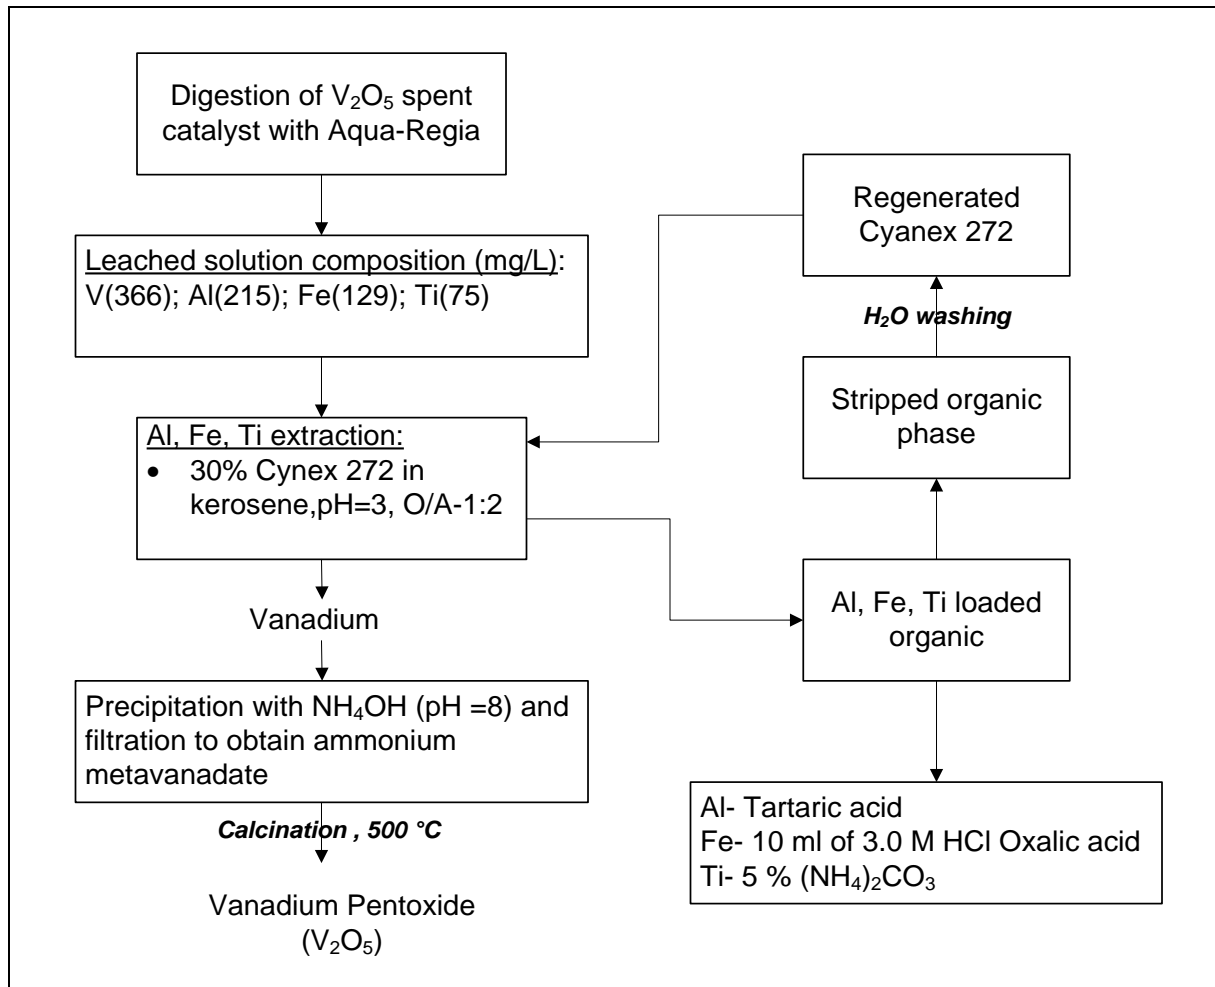 Digestion of V₂O₅ spent
catalyst with Aqua-Regia
Leached solution composition (mg/L):
V(366); Al(215); Fe(129); Ti(75)
Al, Fe, Ti extraction:
• 30% Cynex 272 in
kerosene,pH=3, O/A-1:2
Vanadium
Precipitation with NH₄OH (pH =8) and
filtration to obtain ammonium
metavanadate
Calcination , 500 °C
Vanadium Pentoxide
(V₂O₅)
Regenerated
Cyanex 272
H₂O washing
Stripped organic
phase
Al, Fe, Ti loaded
organic
Al- Tartaric acid
Fe- 10 ml of 3.0 M HCl Oxalic acid
Ti- 5 % (NH₄)₂CO₃